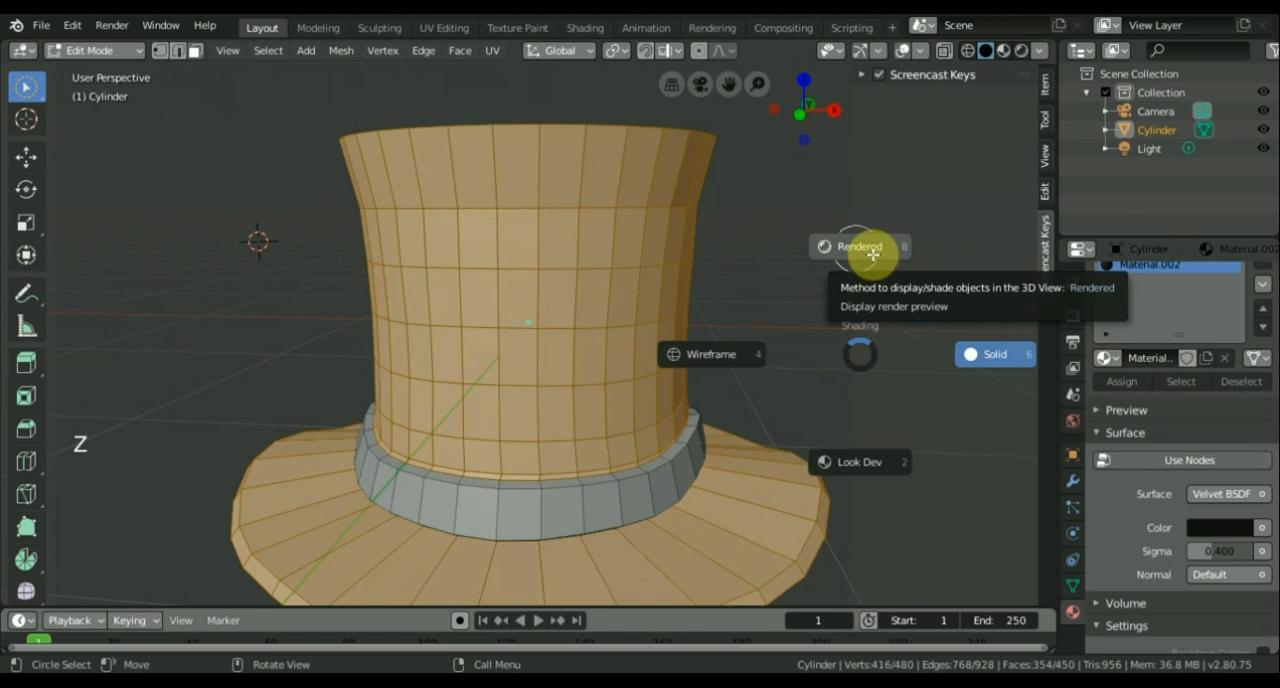 File Edit Render Window Help Layout Modeling Sculpting UV Editing Texture Paint Shading Animation Rendering Compositing Scripting + Scene View Layer
Edit Mode View Select Add Mesh Vertex Edge Face UV Global
User Perspective
(1) Cylinder
Screencast Keys
Item
Tool
View
Edit
Scene Collection
Collection
Camera
Cylinder
Light
Rendered 8
Method to display/shade objects in the 3D View: Rendered
Display render preview
Shading
Wireframe 4
Solid 6
Look Dev 2
Z
Cylinder Material.00
Material.002
Material..
Assign Select Deselect
Preview
Surface
Use Nodes
Surface Velvet BSDF
Color
Sigma 0.400
Normal Default
Volume
Settings
Playback Keying View Marker 1 Start: 1 End: 250
Circle Select Move Rotate View Call Menu Cylinder | Verts:416/480 | Edges:768/928 | Faces:354/450 | Tris:956 | Mem: 36.8 MB | v2.80.75